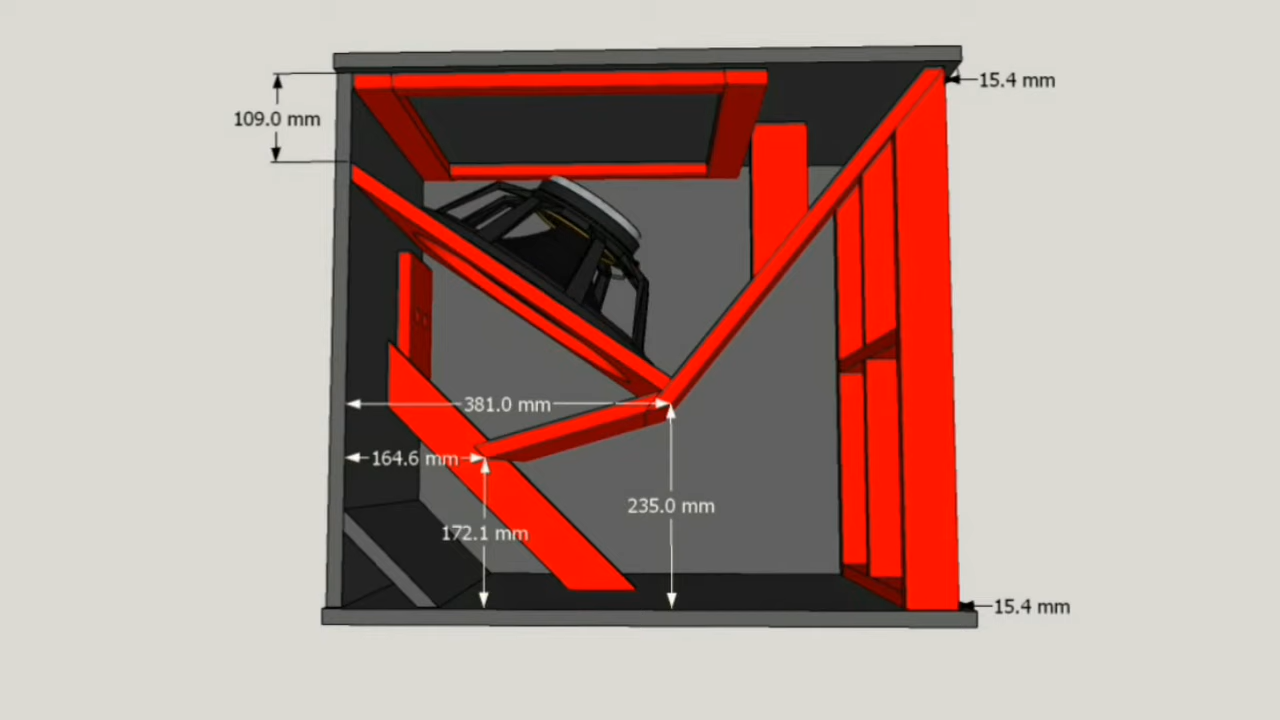 15.4 mm
109.0 mm
381.0 mm
164.6 mm
235.0 mm
172.1 mm
15.4 mm